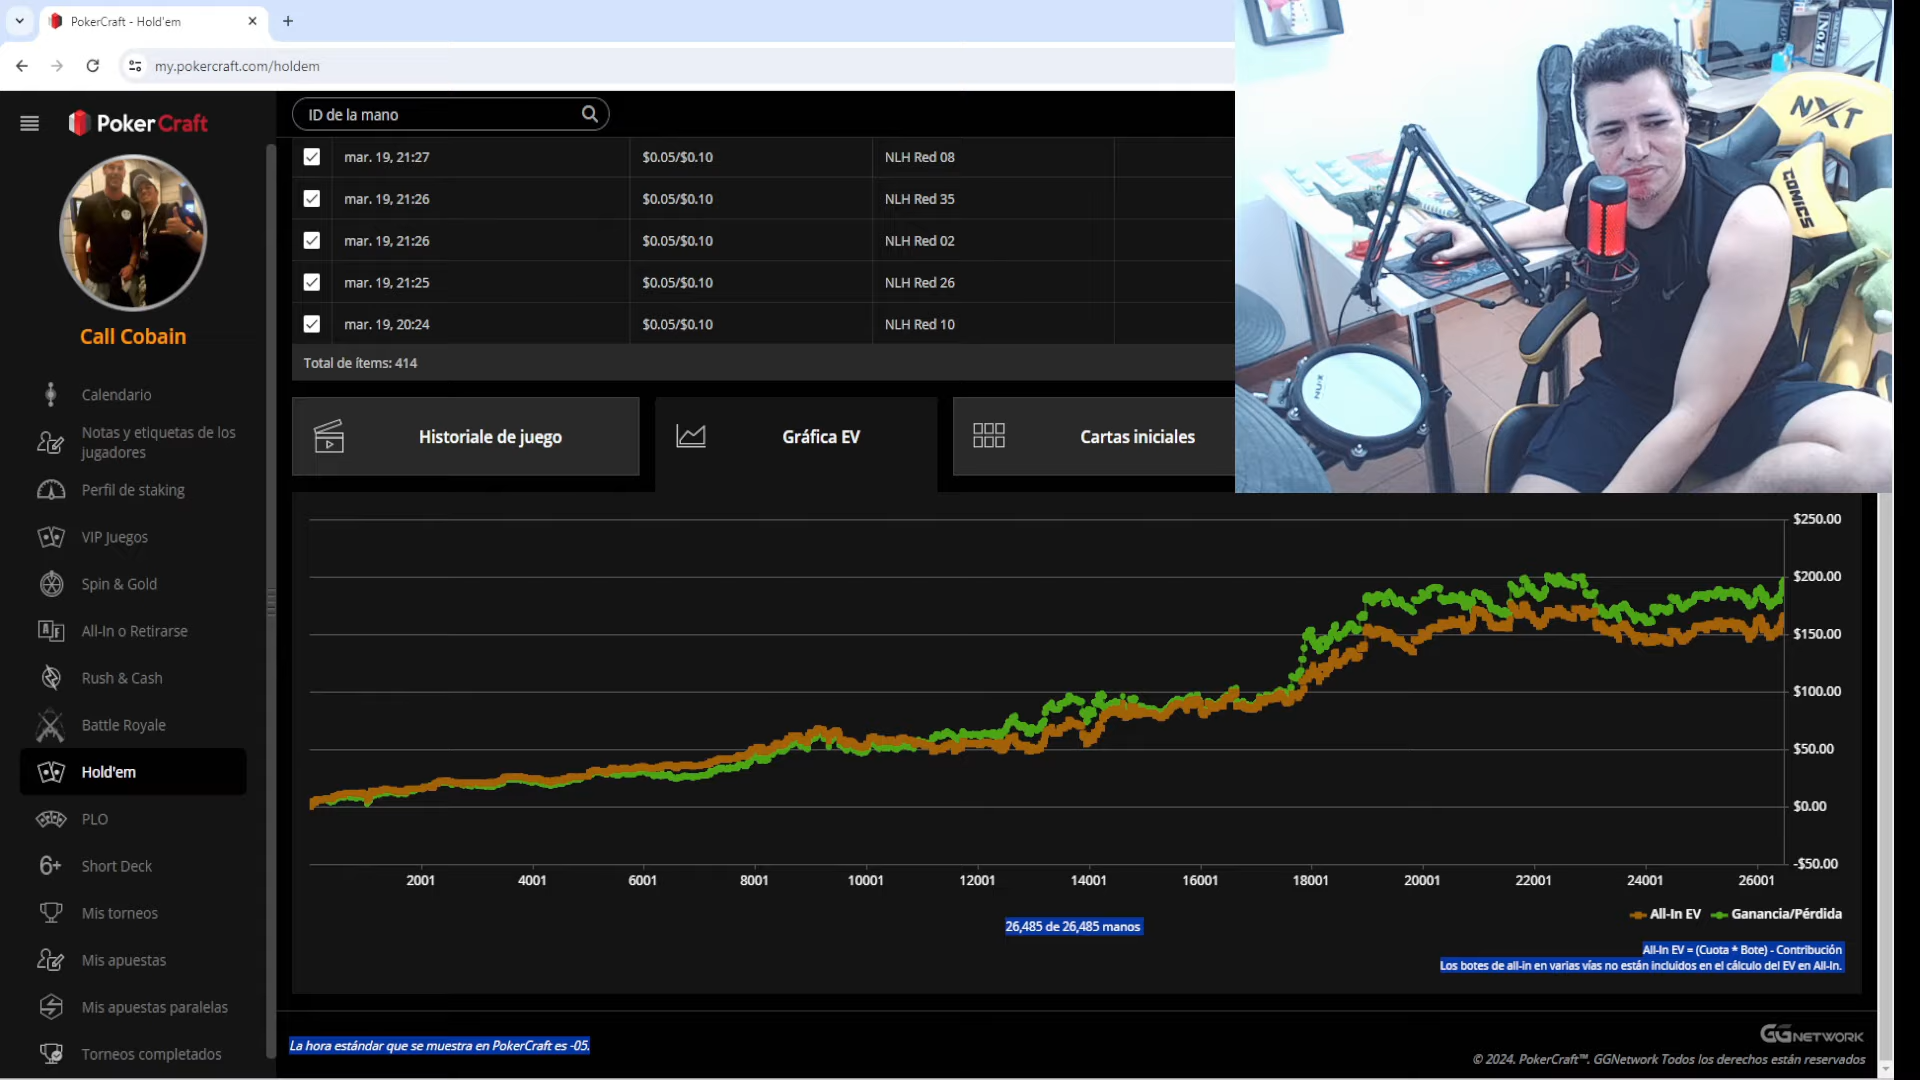 PokerCraft - Hold'em
my.pokercraft.com/holdem
PokerCraft
ID de la mano
mar. 19, 21:27 $0.05/$0.10 NLH Red 08
mar. 19, 21:26 $0.05/$0.10 NLH Red 35
mar. 19, 21:26 $0.05/$0.10 NLH Red 02
mar. 19, 21:25 $0.05/$0.10 NLH Red 26
mar. 19, 20:24 $0.05/$0.10 NLH Red 10
Total de ítems: 414
Call Cobain
Calendario
Notas y etiquetas de los
jugadores
Perfil de staking
VIP Juegos
Spin & Gold
All-In o Retirarse
Rush & Cash
Battle Royale
Hold'em
PLO
6+ Short Deck
Mis torneos
Mis apuestas
Mis apuestas paralelas
Torneos completados
Historiale de juego
Gráfica EV
Cartas iniciales
NXT
COMICS
NU-X
$250.00
$200.00
$150.00
$100.00
$50.00
$0.00
-$50.00
2001 4001 6001 8001 10001 12001 14001 16001 18001 20001 22001 24001 26001
All-In EV Ganancia/Pérdida
26,485 de 26,485 manos
All-In EV = (Cuota * Bote) - Contribución
Los botes de all-in en varias vías no están incluidos en el cálculo del EV en All-In.
La hora estándar que se muestra en PokerCraft es -05.
GGNETWORK
© 2024. PokerCraft™. GGNetwork Todos los derechos están reservados